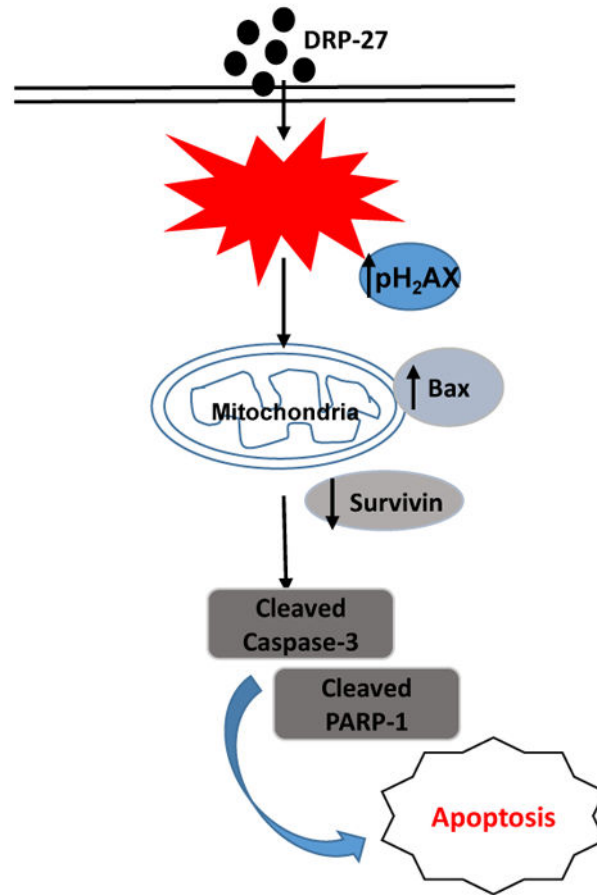 DRP-27
pH₂AX
Bax
Mitochondria
Survivin
Cleaved
Caspase-3
Cleaved
PARP-1
Apoptosis